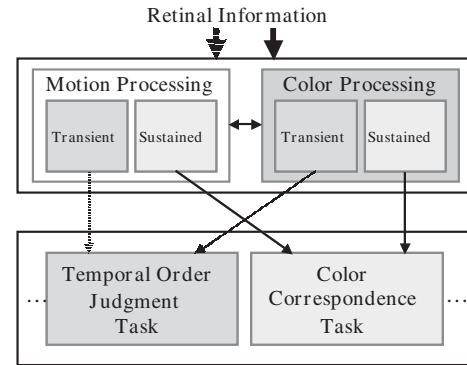 Retinal Information
Motion Processing
Color Processing
Transient
Sustained
Transient
Sustained
Temporal Order
Judgment
Task
Color
Correspondence
Task
...
...